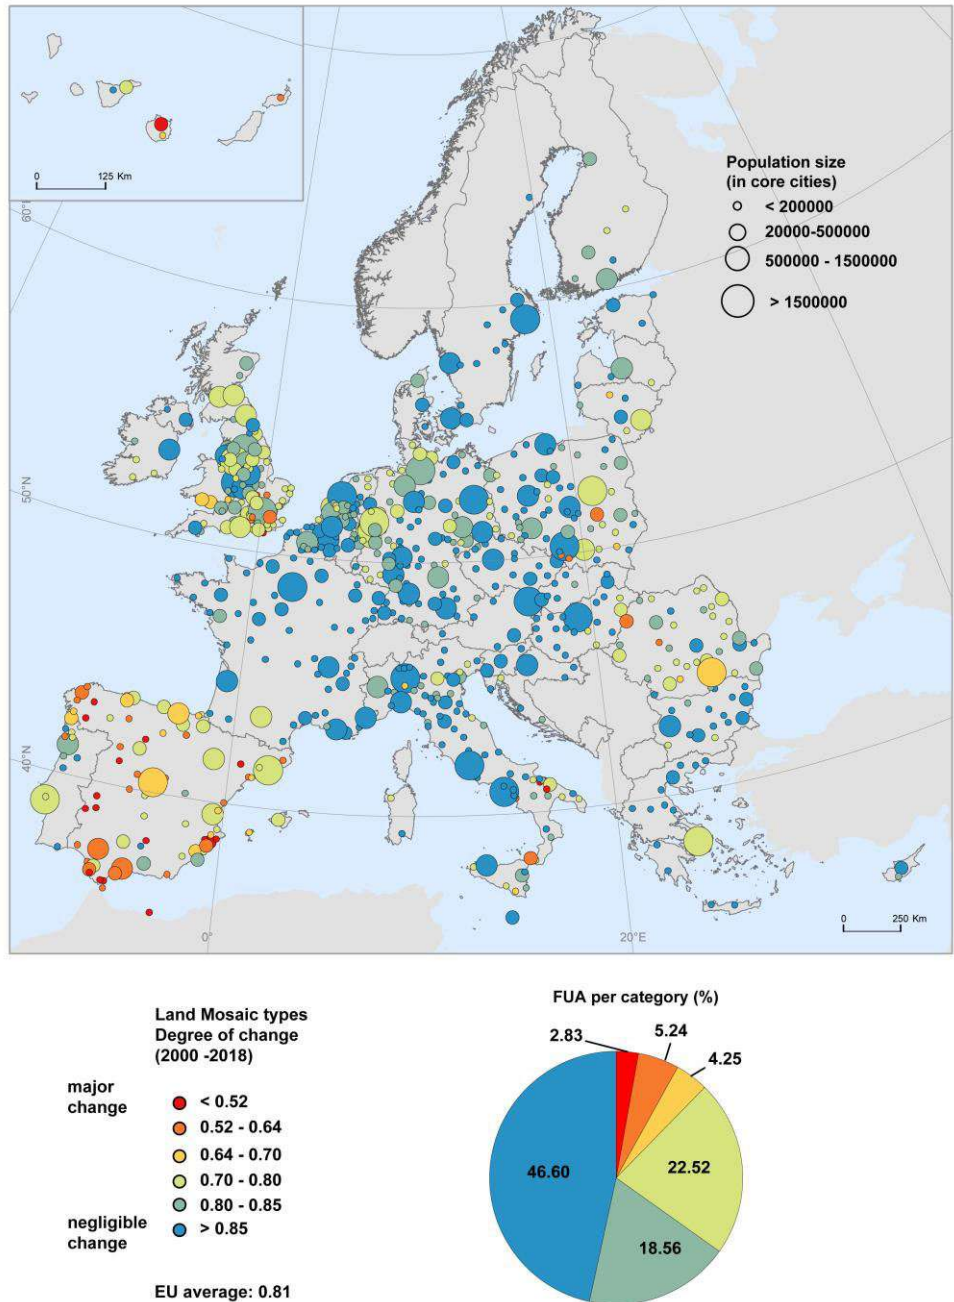 0 125 Km
60°N
50°N
40°N
Population size
(in core cities)
< 200000
20000-500000
500000 - 1500000
> 1500000
0°
20°E
0 250 Km
Land Mosaic types
Degree of change
(2000 -2018)
major
change
< 0.52
0.52 - 0.64
0.64 - 0.70
0.70 - 0.80
0.80 - 0.85
negligible
change
> 0.85
EU average: 0.81
FUA per category (%)
2.83
5.24
4.25
22.52
18.56
46.60